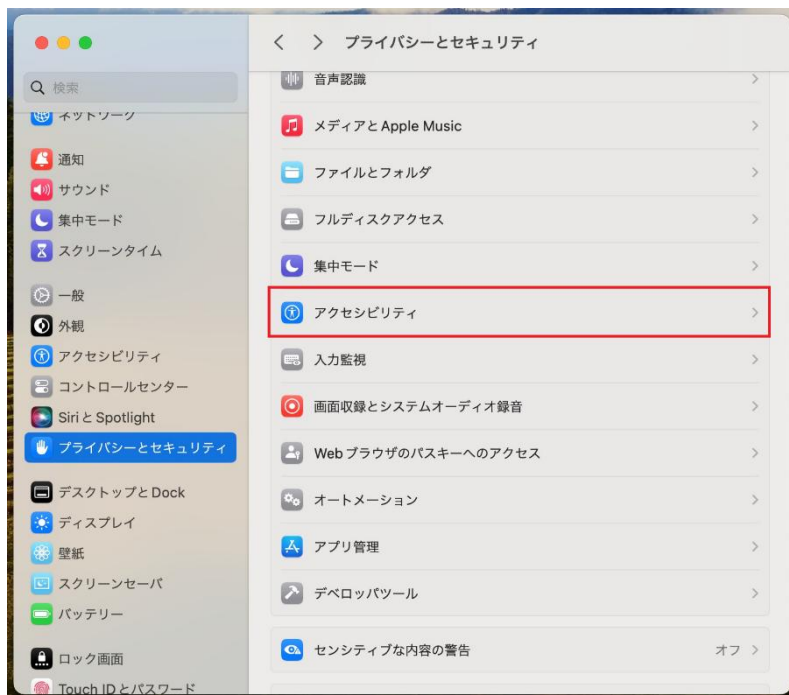 プライバシーとセキュリティ
検索
ネットワーク
通知
サウンド
集中モード
スクリーンタイム
一般
外観
アクセシビリティ
コントロールセンター
Siri と Spotlight
プライバシーとセキュリティ
デスクトップと Dock
ディスプレイ
壁紙
スクリーンセーバ
バッテリー
ロック画面
Touch ID とパスワード
音声認識
メディアと Apple Music
ファイルとフォルダ
フルディスクアクセス
集中モード
アクセシビリティ
入力監視
画面収録とシステムオーディオ録音
Web ブラウザのパスキーへのアクセス
オートメーション
アプリ管理
デベロッパツール
センシティブな内容の警告 オフ